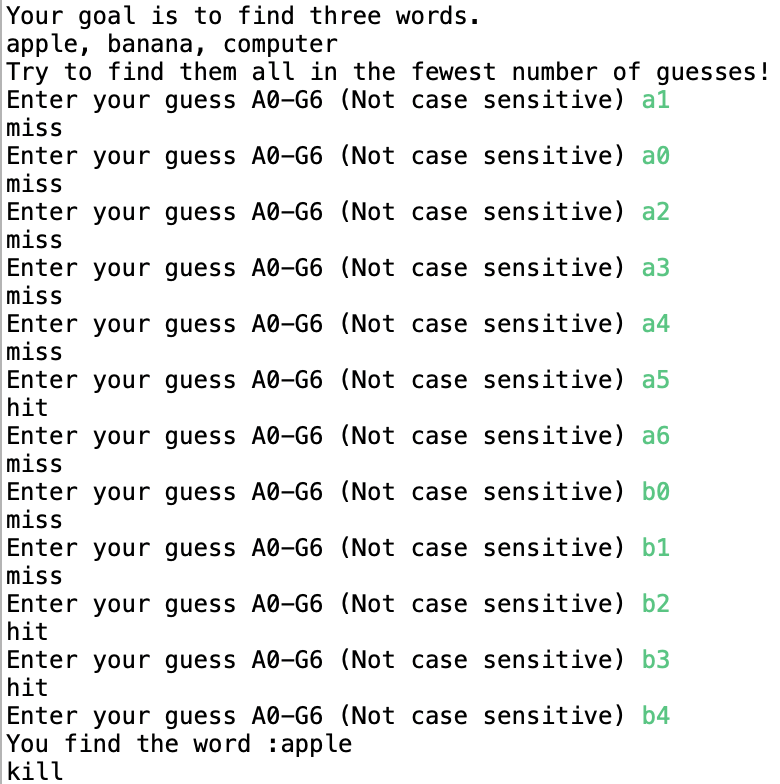 Your goal is to find three words.
apple, banana, computer
Try to find them all in the fewest number of guesses!
Enter your guess A0-G6 (Not case sensitive) a1
miss
Enter your guess A0-G6 (Not case sensitive) a0
miss
Enter your guess A0-G6 (Not case sensitive) a2
miss
Enter your guess A0-G6 (Not case sensitive) a3
miss
Enter your guess A0-G6 (Not case sensitive) a4
miss
Enter your guess A0-G6 (Not case sensitive) a5
hit
Enter your guess A0-G6 (Not case sensitive) a6
miss
Enter your guess A0-G6 (Not case sensitive) b0
miss
Enter your guess A0-G6 (Not case sensitive) b1
miss
Enter your guess A0-G6 (Not case sensitive) b2
hit
Enter your guess A0-G6 (Not case sensitive) b3
hit
Enter your guess A0-G6 (Not case sensitive) b4
You find the word :apple
kill